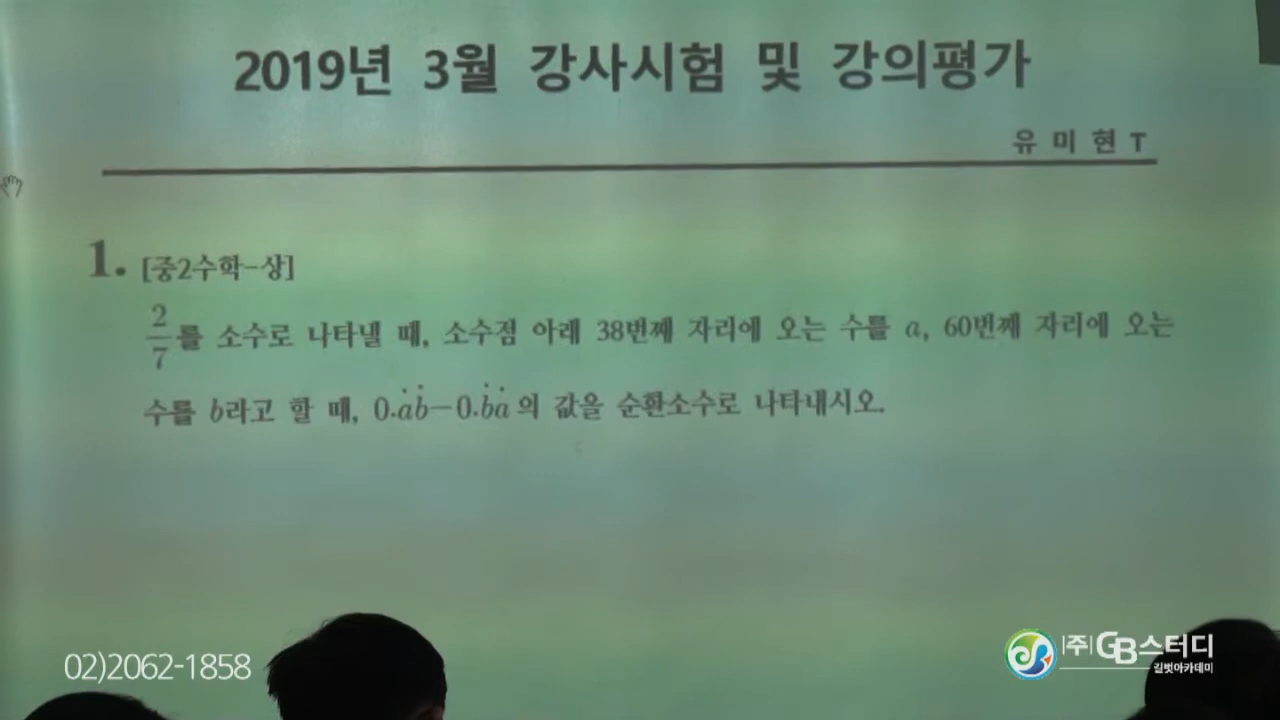 2019년 3월 강사시험 및 강의평가
유 미 현 T
1. [중2수학-상]
2/7를 소수로 나타낼 때, 소수점 아래 38번째 자리에 오는 수를 a, 60번째 자리에 오는
수를 b라고 할 때, 0.ȧḃ-0.ḃȧ의 값을 순환소수로 나타내시오.
02)2062-1858
(주)GB스터디
길벗아카데미